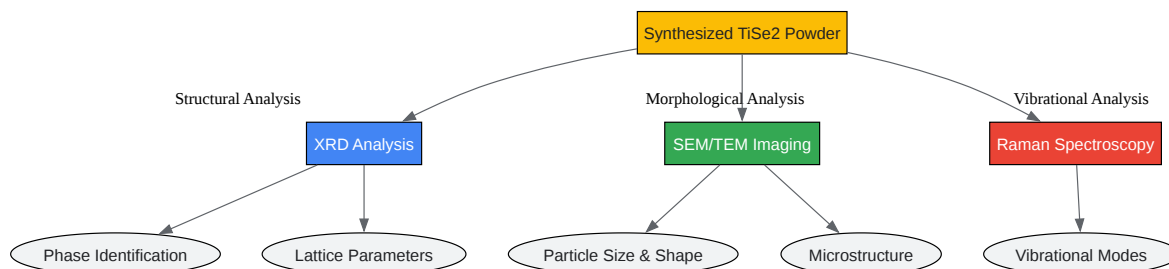 Synthesized TiSe2 Powder
Structural Analysis
Morphological Analysis
Vibrational Analysis
XRD Analysis
SEM/TEM Imaging
Raman Spectroscopy
Phase Identification
Lattice Parameters
Particle Size & Shape
Microstructure
Vibrational Modes